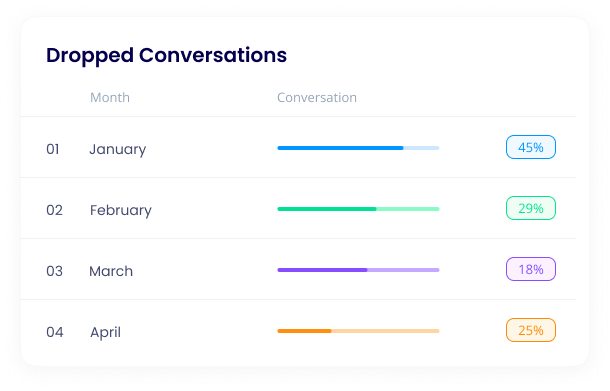 Dropped Conversations
Month Conversation
01 January 45%
02 February 29%
03 March 18%
04 April 25%